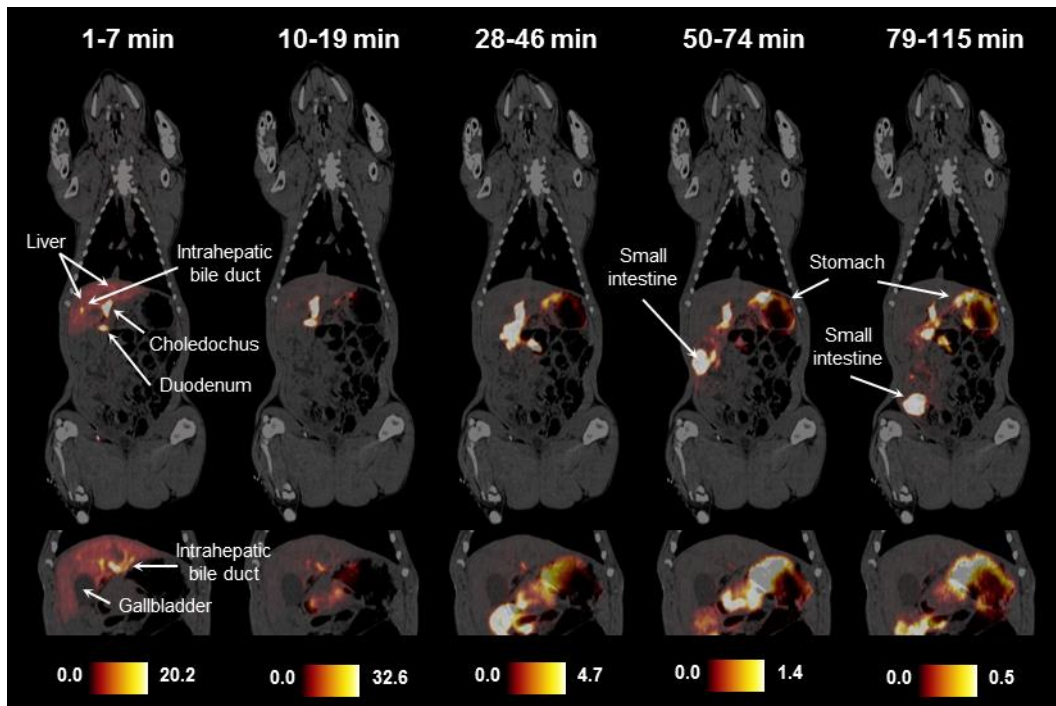 1-7 min
10-19 min
28-46 min
50-74 min
79-115 min
Liver
Intrahepatic
bile duct
Choledochus
Duodenum
Small
intestine
Stomach
Small
intestine
Intrahepatic
bile duct
Gallbladder
0.0 20.2
0.0 32.6
0.0 4.7
0.0 1.4
0.0 0.5